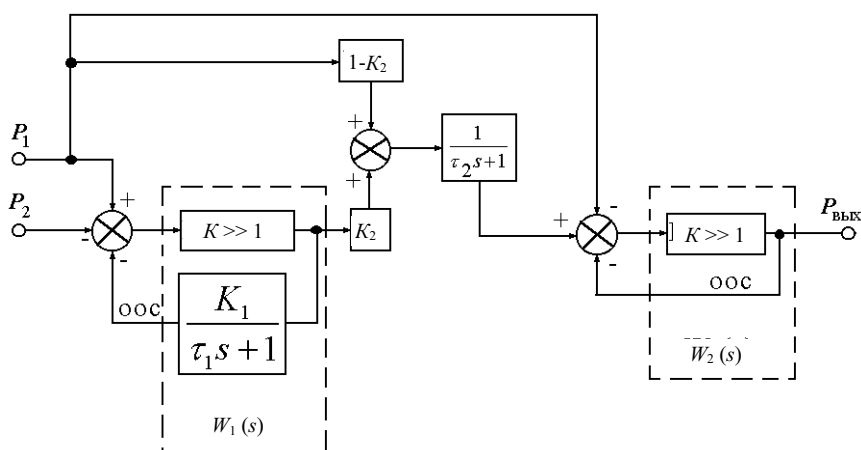 1-K₂
+
P₁
+
1
τ₂s+1
P₂
+
-
+
-
K >> 1
K₂
+
-
K >> 1
Pвых
-
-
оос
K₁
τ₁s + 1
оос
W₂ (s)
W₁ (s)